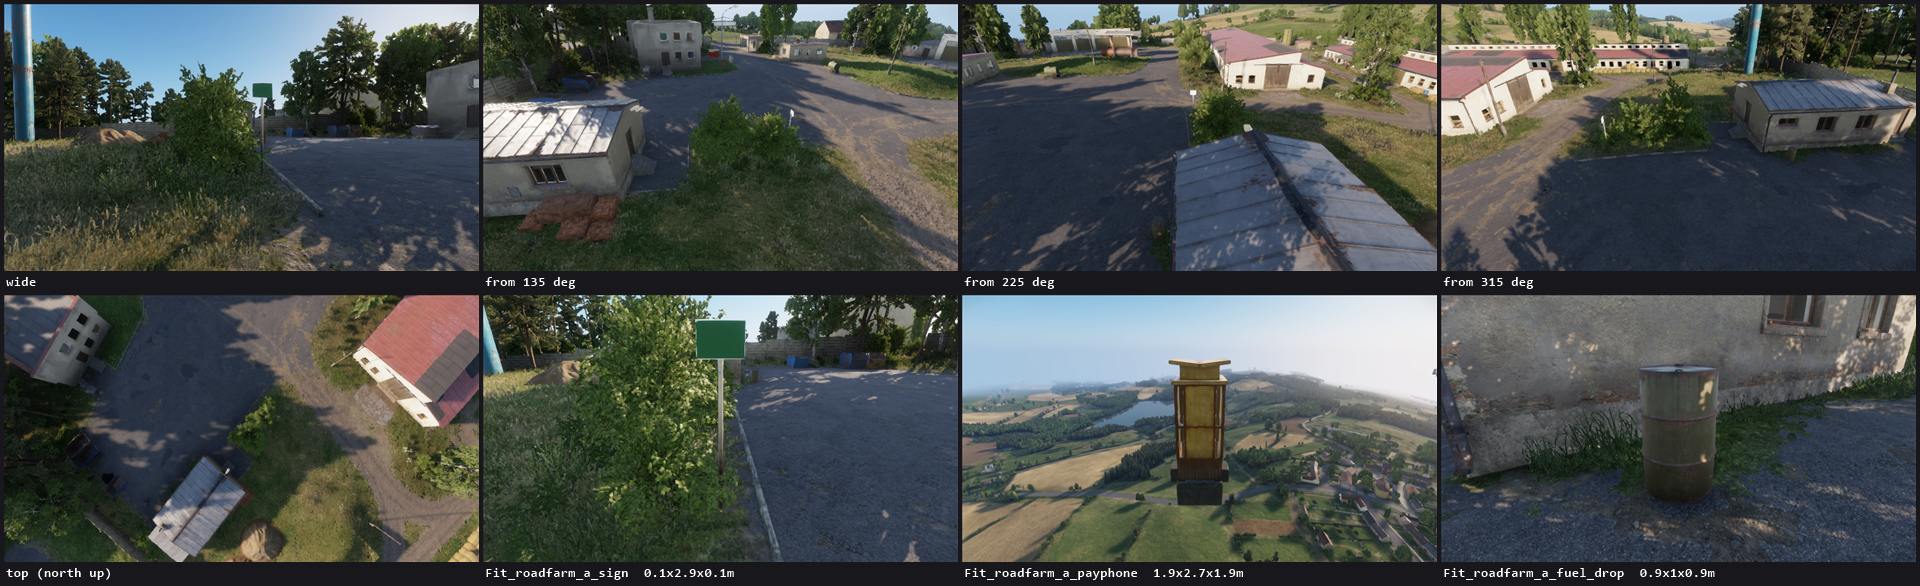 wide
from 135 deg
from 225 deg
from 315 deg
top (north up)
Fit_roadfarm_a_sign 0.1x2.9x0.1m
Fit_roadfarm_a_payphone 1.9x2.7x1.9m
Fit_roadfarm_a_fuel_drop 0.9x1x0.9m